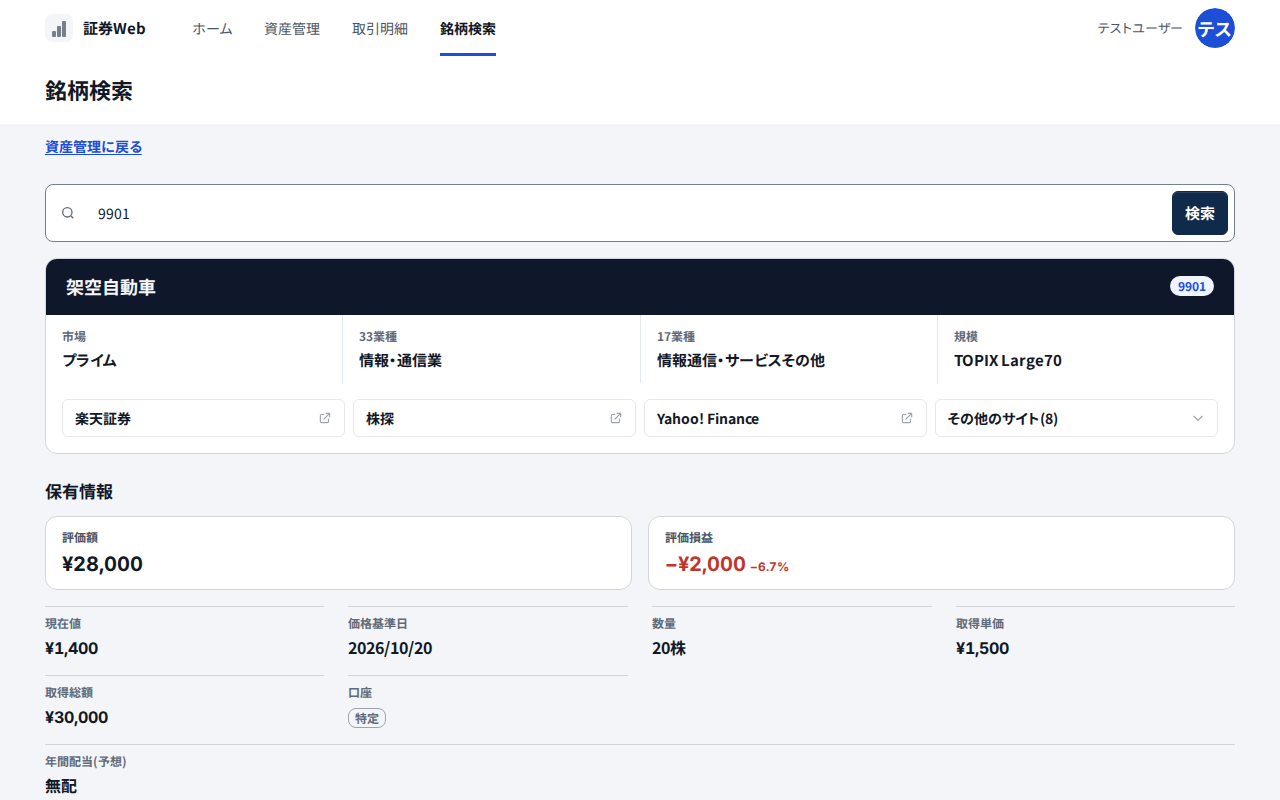 証券Web ホーム 資産管理 取引明細 銘柄検索 テストユーザー テス
銘柄検索
資産管理に戻る
9901 検索
架空自動車 9901
市場 33業種 17業種 規模
プライム 情報・通信業 情報通信・サービスその他 TOPIX Large70
楽天証券 株探 Yahoo! Finance その他のサイト(8)
保有情報
評価額 評価損益
¥28,000 −¥2,000 −6.7%
現在値 価格基準日 数量 取得単価
¥1,400 2026/10/20 20株 ¥1,500
取得総額 口座
¥30,000 特定
年間配当(予想)
無配